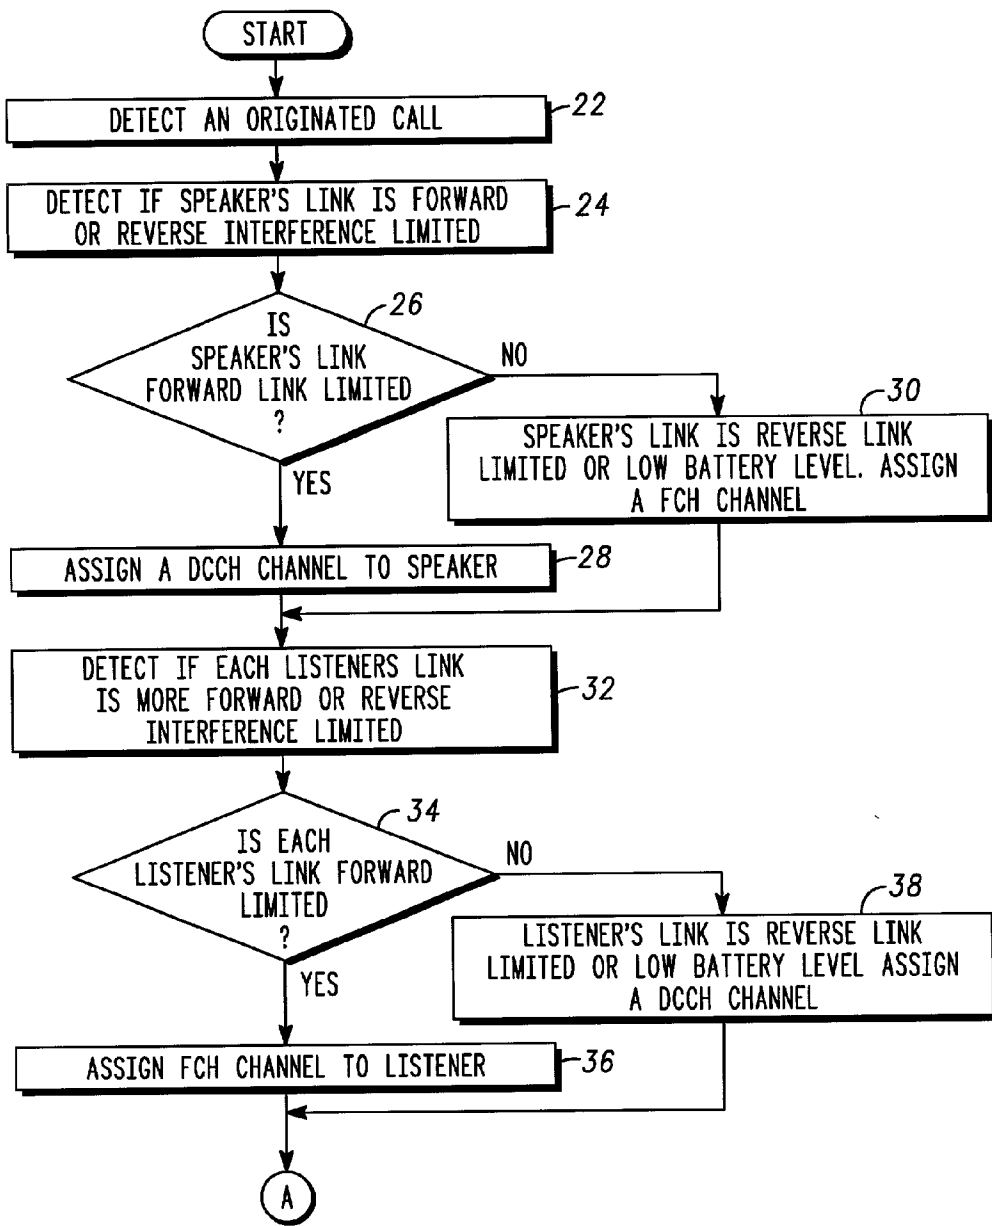 START
DETECT AN ORIGINATED CALL
22
DETECT IF SPEAKER'S LINK IS FORWARD
OR REVERSE INTERFERENCE LIMITED
24
26
IS
SPEAKER'S LINK
FORWARD LINK LIMITED
?
NO
YES
30
SPEAKER'S LINK IS REVERSE LINK
LIMITED OR LOW BATTERY LEVEL. ASSIGN
A FCH CHANNEL
ASSIGN A DCCH CHANNEL TO SPEAKER
28
DETECT IF EACH LISTENERS LINK
IS MORE FORWARD OR REVERSE
INTERFERENCE LIMITED
32
34
IS EACH
LISTENER'S LINK FORWARD
LIMITED
?
NO
YES
38
LISTENER'S LINK IS REVERSE LINK
LIMITED OR LOW BATTERY LEVEL ASSIGN
A DCCH CHANNEL
ASSIGN FCH CHANNEL TO LISTENER
36
A